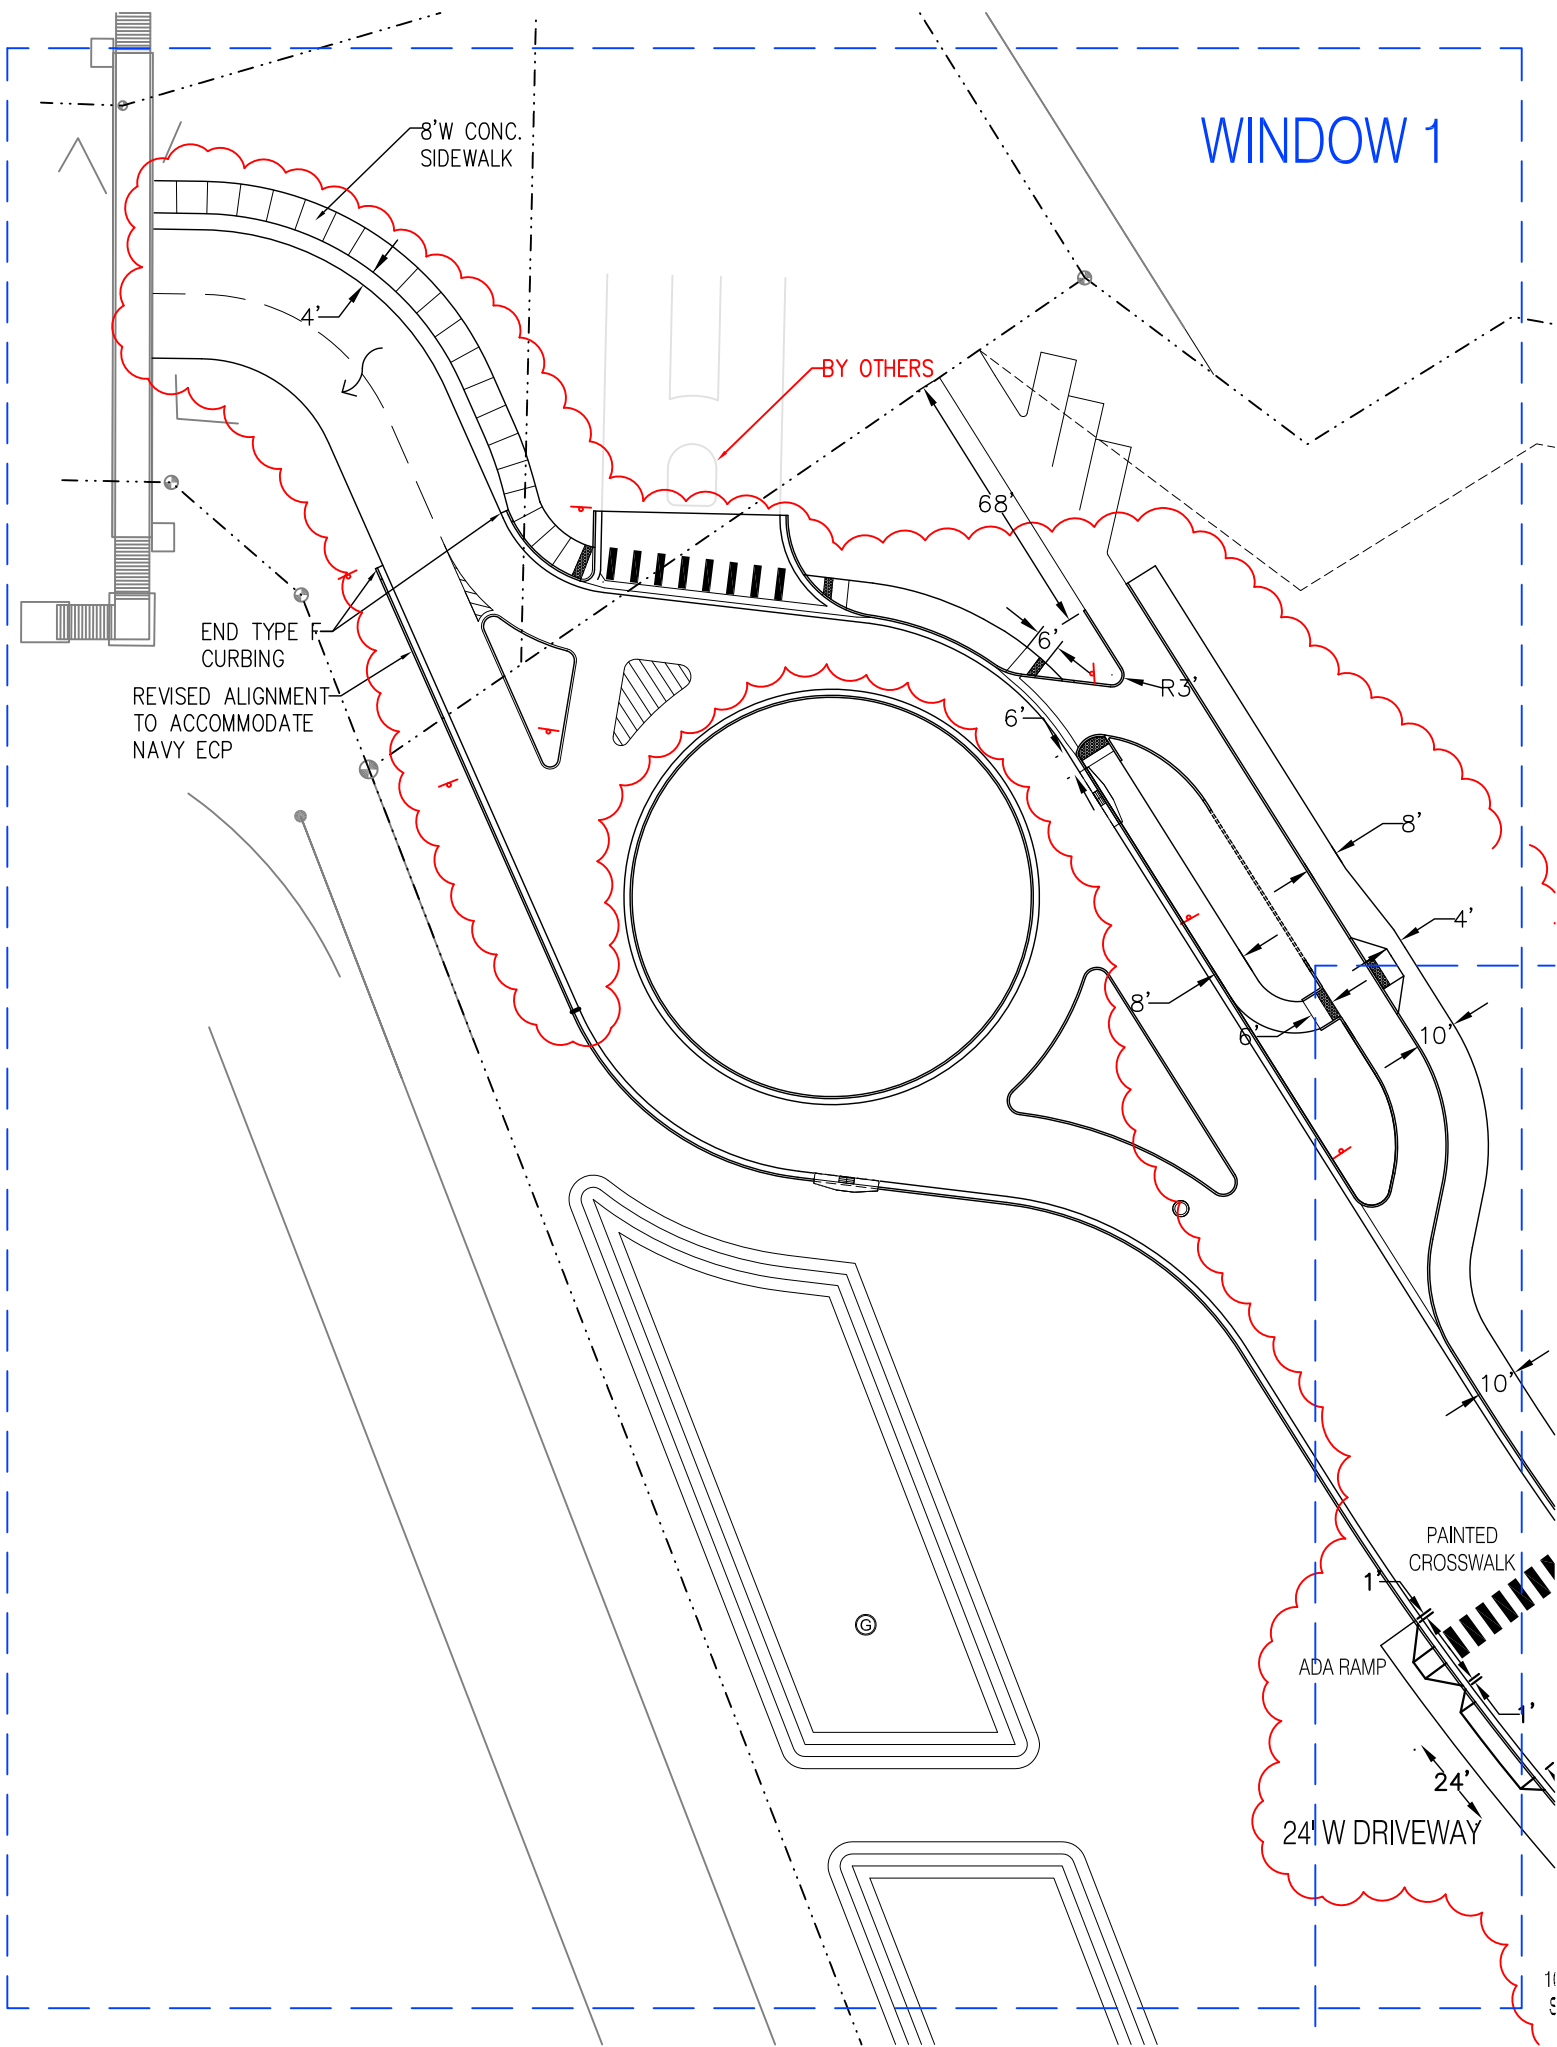 WINDOW 1
8'W CONC.
SIDEWALK
4'
BY OTHERS
68'
END TYPE F
CURBING
6'
R3'
REVISED ALIGNMENT
TO ACCOMMODATE
NAVY ECP
6'
8'
4'
8'
6'
10'
10'
PAINTED
CROSSWALK
1'
G
ADA RAMP
1'
24'
24' W DRIVEWAY